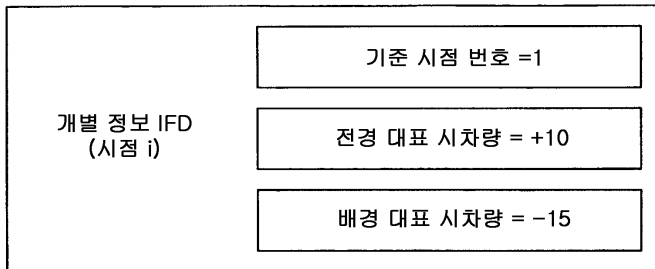 기준 시점 번호 =1
개별 정보 IFD
(시점 i)
전경 대표 시차량 = +10
배경 대표 시차량 = −15